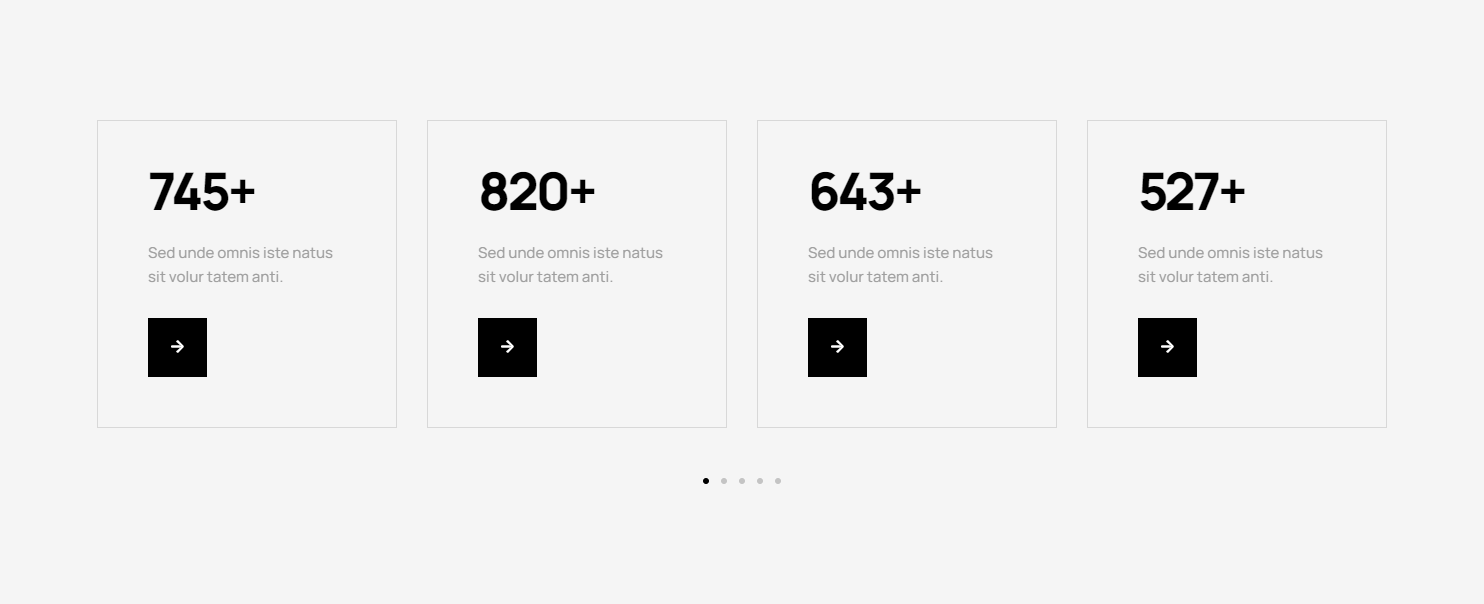 745+
Sed unde omnis iste natus
sit volur tatem anti.
820+
Sed unde omnis iste natus
sit volur tatem anti.
643+
Sed unde omnis iste natus
sit volur tatem anti.
527+
Sed unde omnis iste natus
sit volur tatem anti.